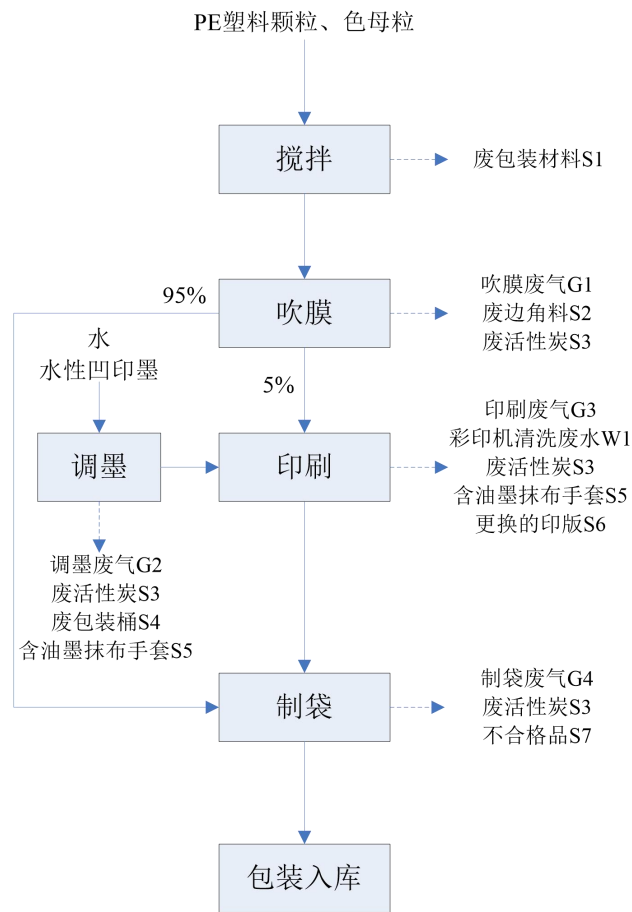 PE塑料颗粒、色母粒
搅拌
废包装材料S1
95%
吹膜
吹膜废气G1
废边角料S2
废活性炭S3
水
水性凹印墨
5%
调墨
印刷
印刷废气G3
彩印机清洗废水W1
废活性炭S3
含油墨抹布手套S5
更换的印版S6
调墨废气G2
废活性炭S3
废包装桶S4
含油墨抹布手套S5
制袋
制袋废气G4
废活性炭S3
不合格品S7
包装入库